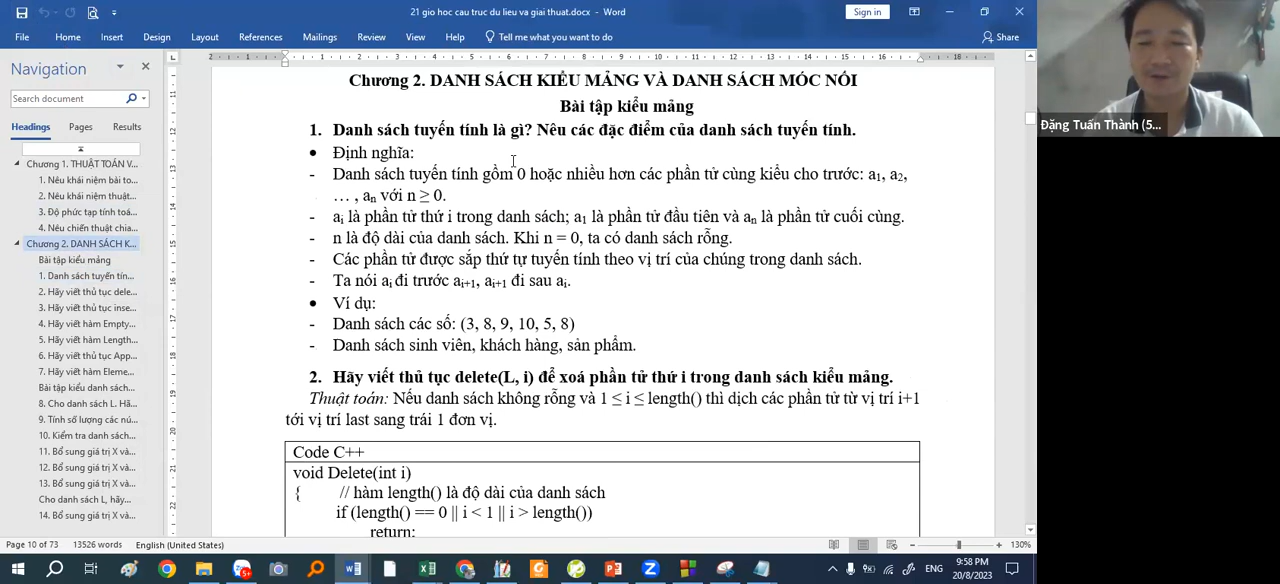 21 gio hoc cau truc du lieu va giai thuat.docx - Word
Sign in
File Home Insert Design Layout References Mailings Review View Help Tell me what you want to do Share
Navigation
Search document
Headings Pages Results
Chương 1. THUẬT TOÁN V...
1. Nêu khái niệm bài to...
2. Nêu khái niệm thuật...
3. Độ phức tạp tính toá...
4. Nêu chiến thuật chia...
Chương 2. DANH SÁCH K...
Bài tập kiểu mảng
1. Danh sách tuyến tín...
2. Hãy viết thủ tục dele...
3. Hãy viết thủ tục inse...
4. Hãy viết hàm Empty...
5. Hãy viết hàm Length...
6. Hãy viết thủ tục App...
7. Hãy viết hàm Eleme...
Bài tập kiểu danh sách...
8. Cho danh sách L. Hã...
9. Tính số lượng các nú...
10. Kiểm tra danh sách...
11. Bổ sung giá trị X và...
12. Bổ sung giá trị X và...
13. Bổ sung giá trị X và...
Cho danh sách L, hãy...
14. Bổ sung giá trị X và...
Chương 2. DANH SÁCH KIỂU MẢNG VÀ DANH SÁCH MÓC NỐI
Bài tập kiểu mảng
1. Danh sách tuyến tính là gì? Nêu các đặc điểm của danh sách tuyến tính.
• Định nghĩa:
- Danh sách tuyến tính gồm 0 hoặc nhiều hơn các phần tử cùng kiểu cho trước: a₁, a₂,
… , aₙ với n ≥ 0.
- aᵢ là phần tử thứ i trong danh sách; a₁ là phần tử đầu tiên và aₙ là phần tử cuối cùng.
- n là độ dài của danh sách. Khi n = 0, ta có danh sách rỗng.
- Các phần tử được sắp thứ tự tuyến tính theo vị trí của chúng trong danh sách.
- Ta nói aᵢ đi trước aᵢ₊₁, aᵢ₊₁ đi sau aᵢ.
• Ví dụ:
- Danh sách các số: (3, 8, 9, 10, 5, 8)
- Danh sách sinh viên, khách hàng, sản phẩm.
2. Hãy viết thủ tục delete(L, i) để xoá phần tử thứ i trong danh sách kiểu mảng.
Thuật toán: Nếu danh sách không rỗng và 1 ≤ i ≤ length() thì dịch các phần tử từ vị trí i+1
tới vị trí last sang trái 1 đơn vị.
Code C++
void Delete(int i)
{ // hàm length() là độ dài của danh sách
if (length() == 0 || i < 1 || i > length())
return;
Đặng Tuấn Thành (5...
Page 10 of 73 13526 words English (United States) 130%
ENG 9:58 PM
20/8/2023